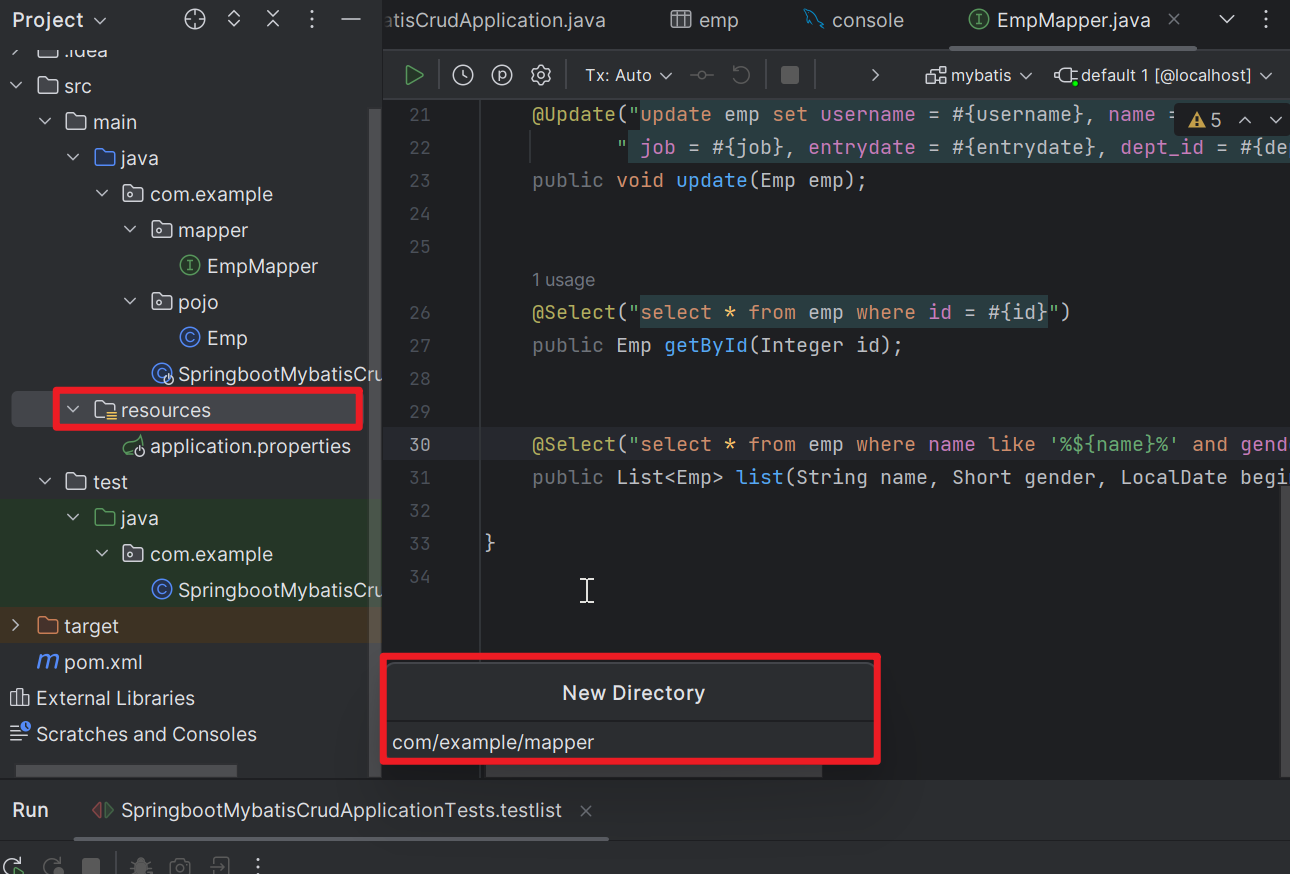 Project
atisCrudApplication.java
emp
console
EmpMapper.java
.idea
src
main
java
com.example
mapper
EmpMapper
pojo
Emp
SpringbootMybatisCru
resources
application.properties
test
java
com.example
SpringbootMybatisCru
target
pom.xml
External Libraries
Scratches and Consoles
Tx: Auto
mybatis
default 1 [@localhost]
5
21 @Update("update emp set username = #{username}, name =
22 " job = #{job}, entrydate = #{entrydate}, dept_id = #{de
23 public void update(Emp emp);
24
25
1 usage
26 @Select("select * from emp where id = #{id}")
27 public Emp getById(Integer id);
28
29
30 @Select("select * from emp where name like '%${name}%' and gend
31 public List<Emp> list(String name, Short gender, LocalDate begi
32
33 }
34
New Directory
com/example/mapper
Run
SpringbootMybatisCrudApplicationTests.testlist